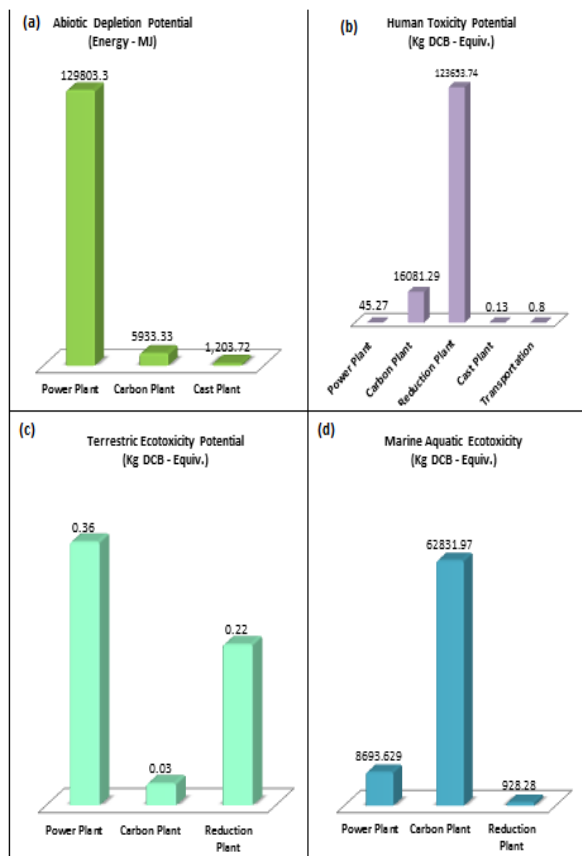 (a)
Abiotic Depletion Potential
(Energy - MJ)
129803.3
5933.33
1,203.72
Power Plant
Carbon Plant
Cast Plant
(b)
Human Toxicity Potential
(Kg DCB - Equiv.)
123653.74
16081.29
45.27
0.13
0.8
Power Plant
Carbon Plant
Reduction Plant
Cast Plant
Transportation
(c)
Terrestric Ecotoxicity Potential
(Kg DCB - Equiv.)
0.36
0.22
0.03
Power Plant
Carbon Plant
Reduction
Plant
(d)
Marine Aquatic Ecotoxicity
(Kg DCB - Equiv.)
62831.97
8693.629
928.28
Power Plant
Carbon Plant
Reduction
Plant